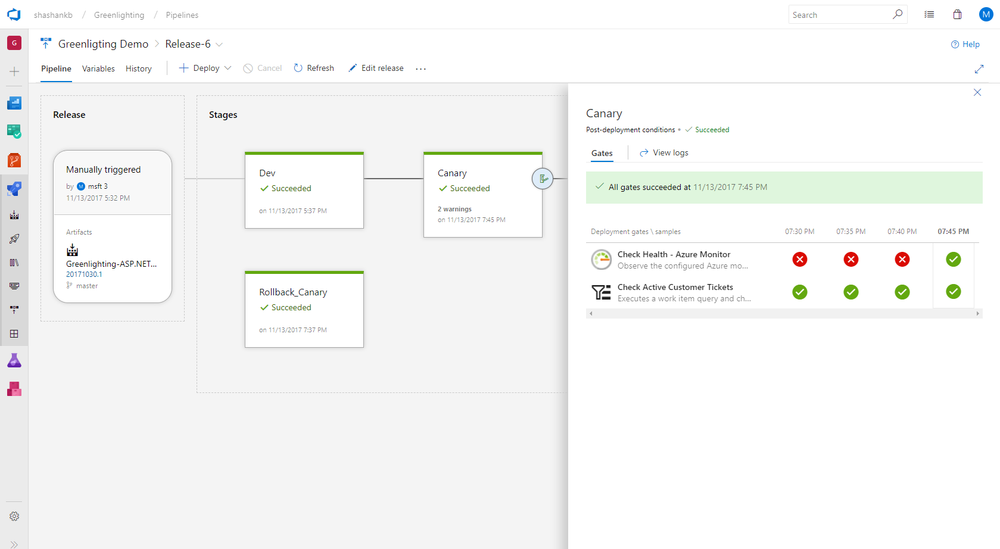 shashankb / Greenlighting / Pipelines
Search
M
G
Greenligting Demo > Release-6
Help
Pipeline Variables History Deploy Cancel Refresh Edit release ...
Release
Manually triggered
by M msft 3
11/13/2017 5:32 PM
Artifacts
Greenlighting-ASP.NET...
20171030.1
master
Stages
Dev
Succeeded
on 11/13/2017 5:37 PM
Canary
Succeeded
2 warnings
on 11/13/2017 7:45 PM
Rollback_Canary
Succeeded
on 11/13/2017 7:37 PM
Canary
Post-deployment conditions • Succeeded
Gates View logs
All gates succeeded at 11/13/2017 7:45 PM
Deployment gates \ samples 07:30 PM 07:35 PM 07:40 PM 07:45 PM
Check Health - Azure Monitor
Observe the configured Azure mo...
Check Active Customer Tickets
Executes a work item query and ch...